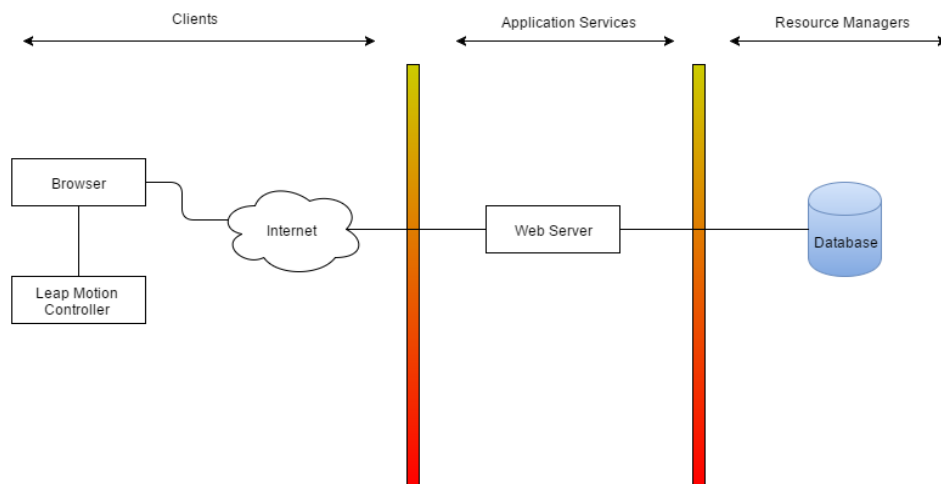 Clients
Application Services
Resource Managers
Browser
Internet
Web Server
Database
Leap Motion
Controller